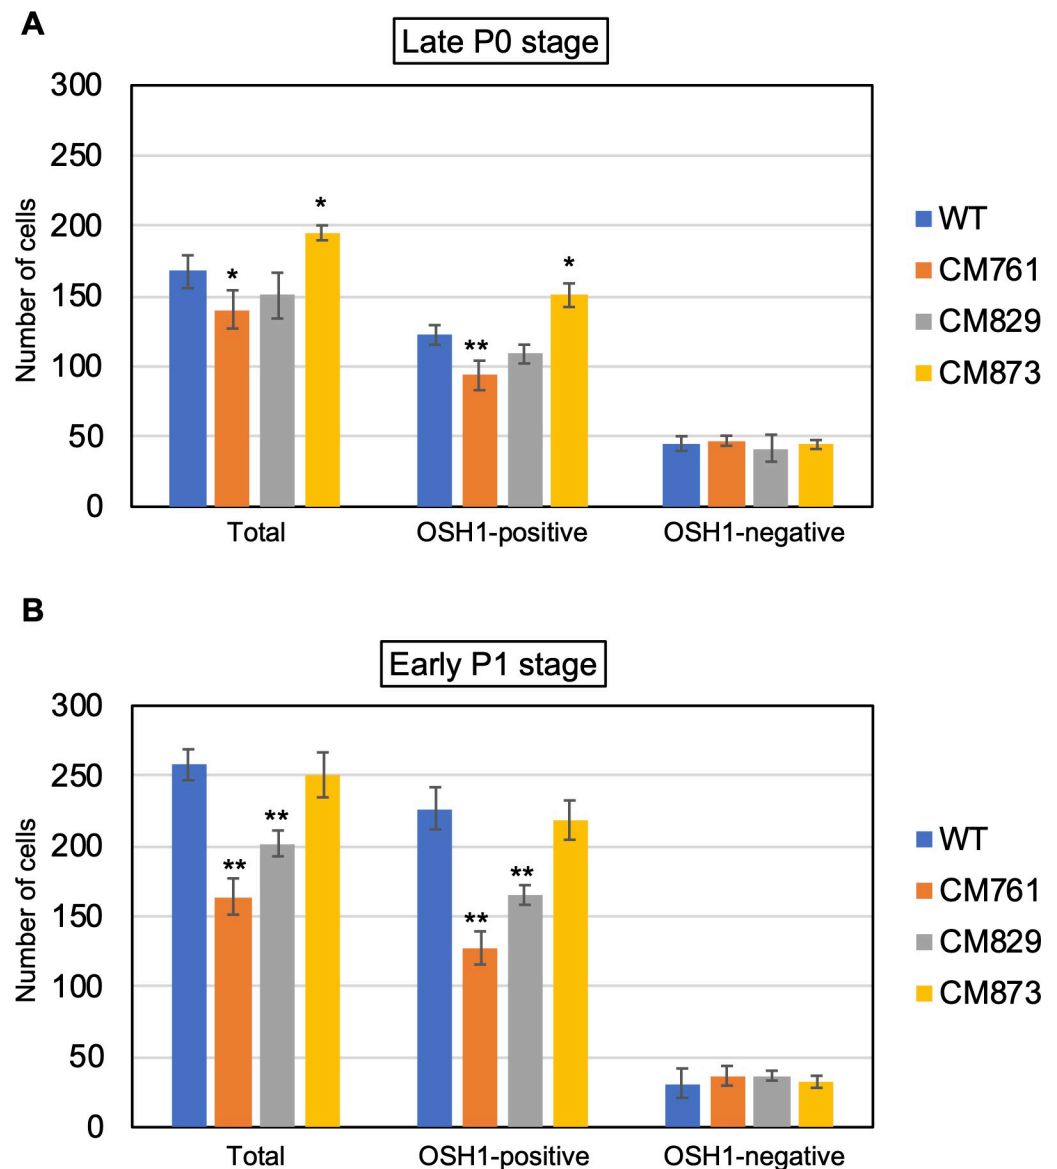 A
Late P0 stage
300
250
200
150
100
50
0
Number of cells
*
*
**
*
Total
OSH1-positive
OSH1-negative
WT
CM761
CM829
CM873
B
Early P1 stage
300
250
200
150
100
50
0
Number of cells
**
**
**
**
Total
OSH1-positive
OSH1-negative
WT
CM761
CM829
CM873